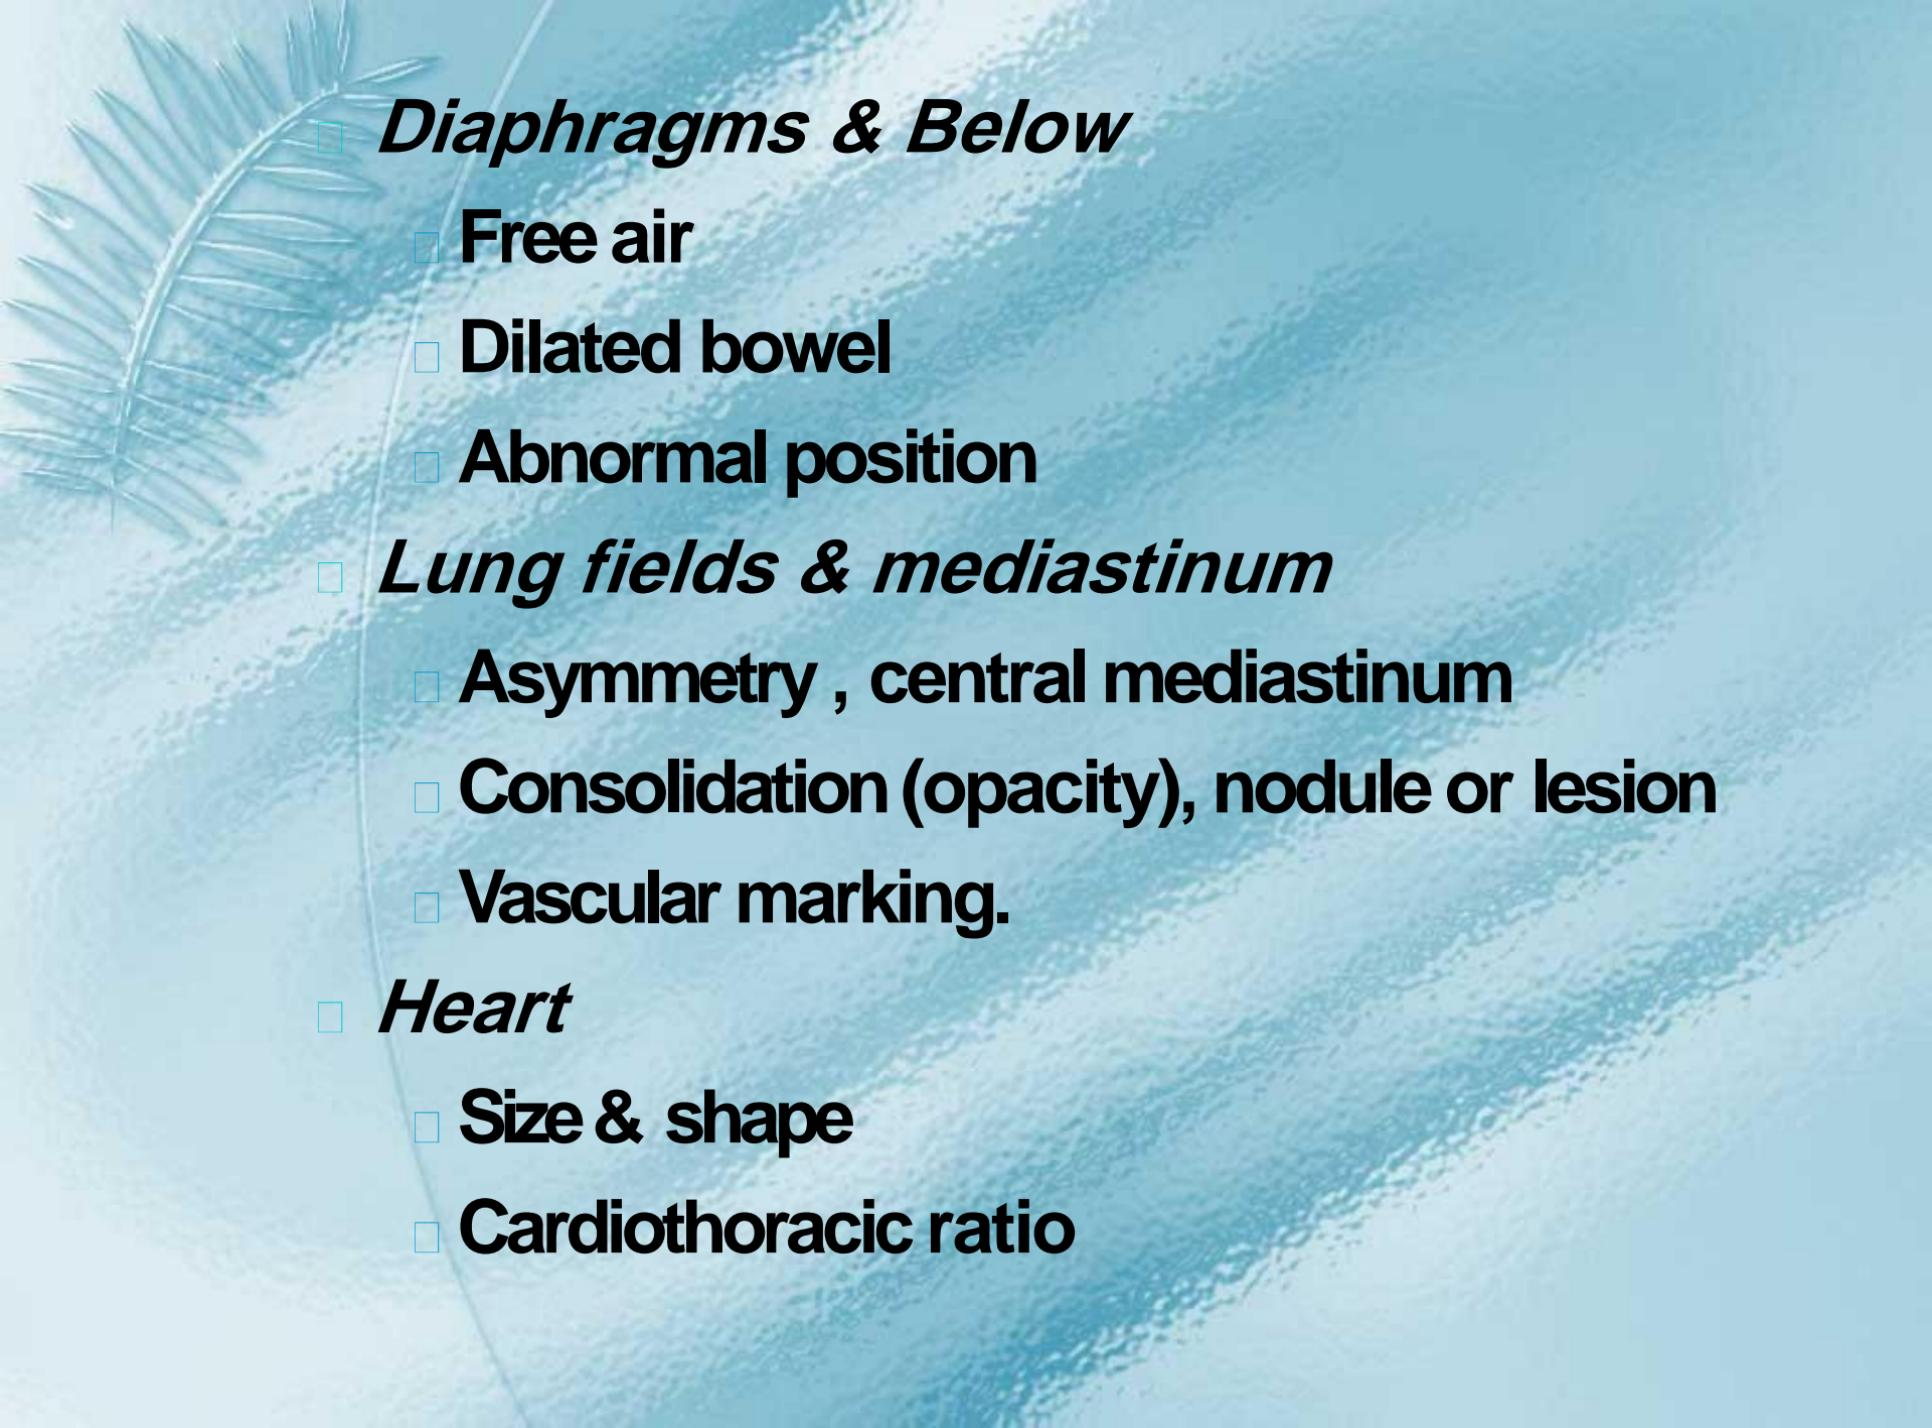 Diaphragms & Below
Free air
Dilated bowel
Abnormal position
Lung fields & mediastinum
Asymmetry , central mediastinum
Consolidation (opacity), nodule or lesion
Vascular marking.
Heart
Size & shape
Cardiothoracic ratio